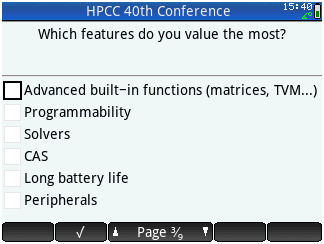 HPCC 40th Conference 15:40
Which features do you value the most?
Advanced built-in functions (matrices, TVM...)
Programmability
Solvers
CAS
Long battery life
Peripherals
√ Page 3/9